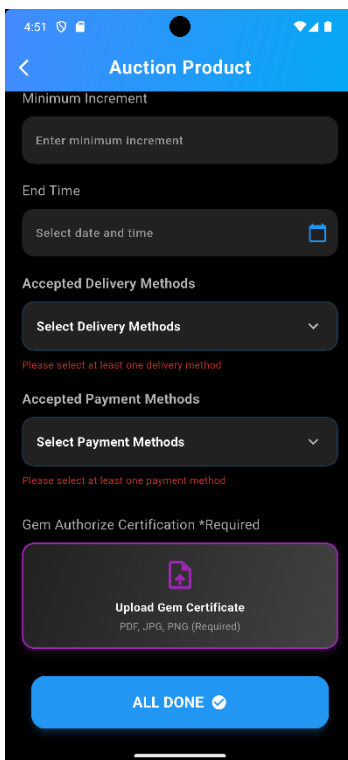 4:51
Auction Product
Minimum Increment
Enter minimum increment
End Time
Select date and time
Accepted Delivery Methods
Select Delivery Methods
Please select at least one delivery method
Accepted Payment Methods
Select Payment Methods
Please select at least one payment method
Gem Authorize Certification *Required
Upload Gem Certificate
PDF, JPG, PNG (Required)
ALL DONE